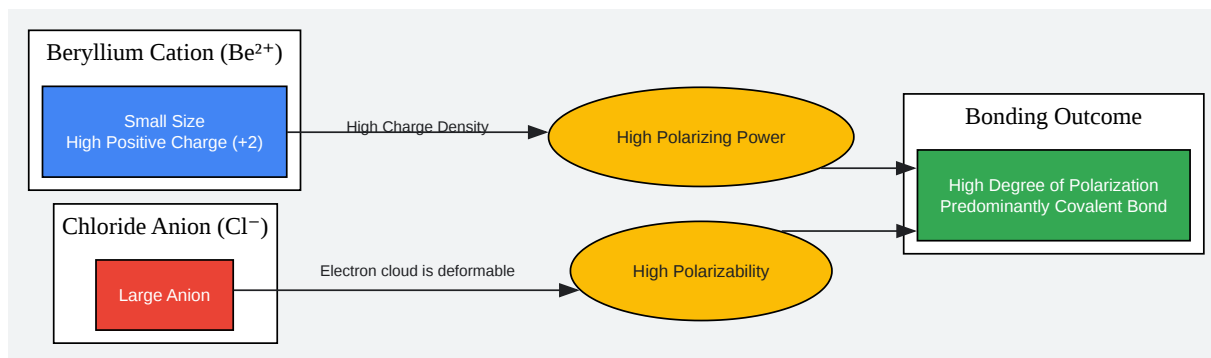 Beryllium Cation (Be²⁺)
Small Size
High Positive Charge (+2)
High Charge Density
High Polarizing Power
Chloride Anion (Cl⁻)
Large Anion
Electron cloud is deformable
High Polarizability
Bonding Outcome
High Degree of Polarization
Predominantly Covalent Bond